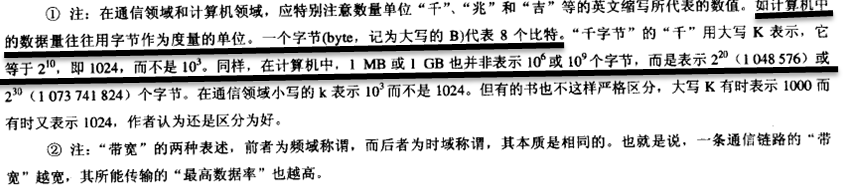 ① 注：在通信领域和计算机领域，应特别注意数量单位“千”、“兆”和“吉”等的英文缩写所代表的数值。如计算机中
的数据量往往用字节作为度量的单位。一个字节(byte，记为大写的 B)代表 8 个比特。“千字节”的“千”用大写 K 表示，它
等于 2¹⁰，即 1024，而不是 10³。同样，在计算机中，1 MB 或 1 GB 也并非表示 10⁶或 10⁹个字节，而是表示 2²⁰（1 048 576）或
2³⁰（1 073 741 824）个字节。在通信领域小写的 k 表示 10³而不是 1024。但有的书也不这样严格区分，大写 K 有时表示 1000 而
有时又表示 1024，作者认为还是区分为好。
② 注：“带宽”的两种表述，前者为频域称谓，而后者为时域称谓，其本质是相同的。也就是说，一条通信链路的“带
宽”越宽，其所能传输的“最高数据率”也越高。